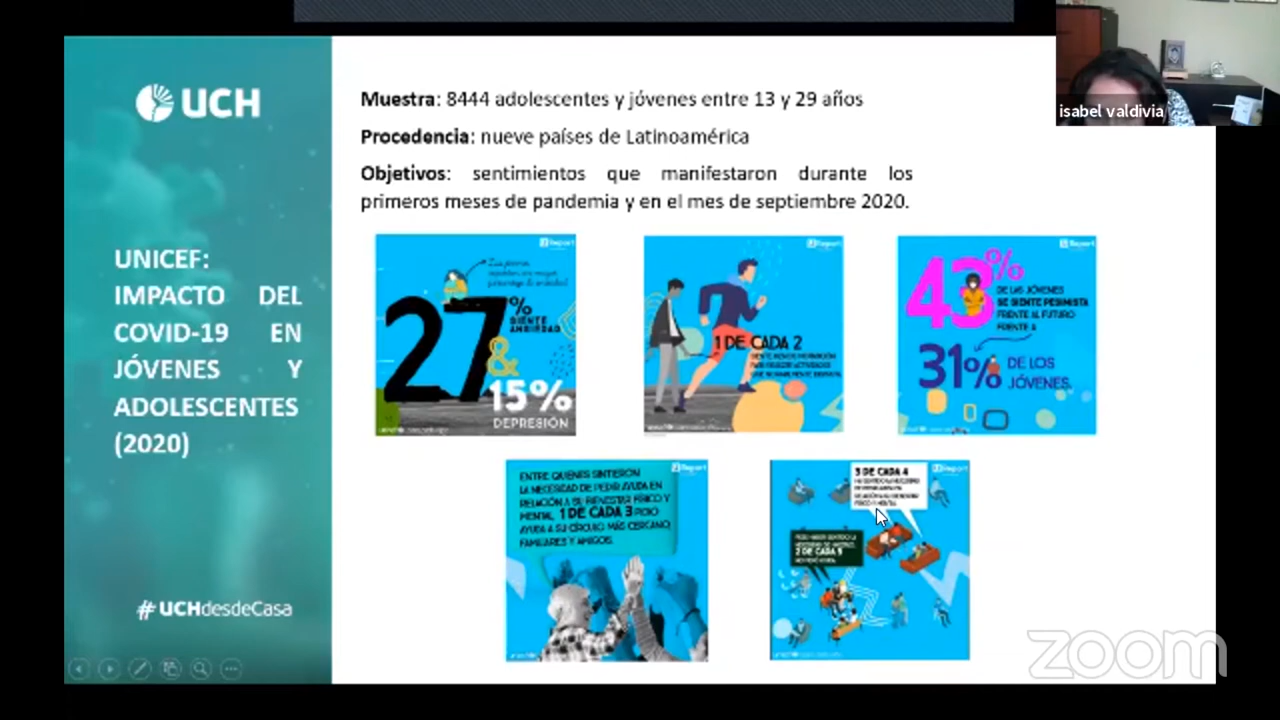 UCH
isabel valdivia
Muestra: 8444 adolescentes y jóvenes entre 13 y 29 años
Procedencia: nueve países de Latinoamérica
Objetivos: sentimientos que manifestaron durante los
primeros meses de pandemia y en el mes de septiembre 2020.
UNICEF:
IMPACTO DEL
COVID-19 EN
JÓVENES Y
ADOLESCENTES
(2020)
#UCHdesdeCasa
Report
27%
SIENTE
ANSIEDAD
&
15%
DEPRESIÓN
Report
1 DE CADA 2
Report
43%
DE LAS JÓVENES
SE SIENTE PESIMISTA
FRENTE AL FUTURO
FRENTE A
31% DE LOS
JÓVENES.
Report
ENTRE QUIENES SINTIERON
LA NECESIDAD DE PEDIR AYUDA EN
RELACIÓN A SU BIENESTAR FÍSICO Y
MENTAL, 1 DE CADA 3 PIDIÓ
AYUDA A SU CÍRCULO MÁS CERCANO,
FAMILIARES Y AMIGOS.
Report
3 DE CADA 4
2 DE CADA 5
zoom